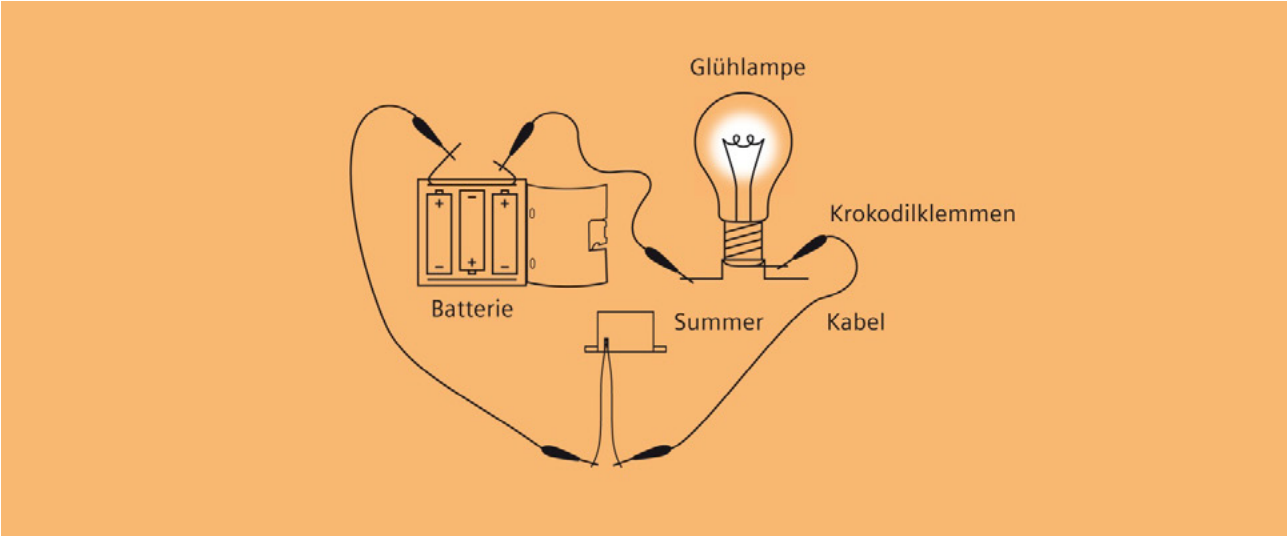 Glühlampe
Krokodilklemmen
+ − +
− + −
Batterie
Summer
Kabel